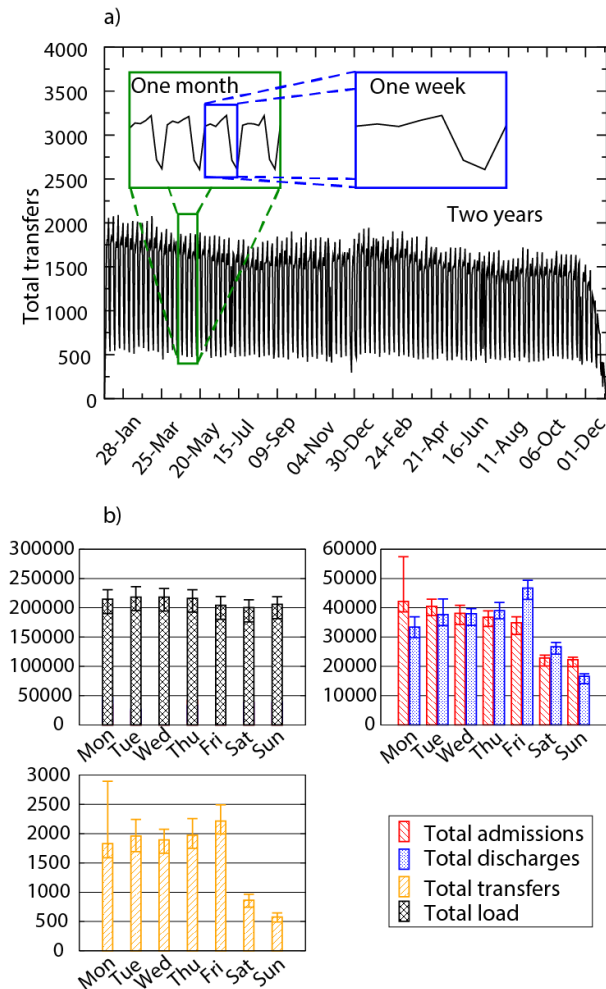 a)
4000
3500
3000
2500
2000
1500
1000
500
0
Total transfers
One month
One week
Two years
28-Jan
25-Mar
20-May
15-Jul
09-Sep
04-Nov
30-Dec
24-Feb
21-Apr
16-Jun
11-Aug
06-Oct
01-Dec
b)
300000
250000
200000
150000
100000
50000
0
Mon
Tue
Wed
Thu
Fri
Sat
Sun
60000
50000
40000
30000
20000
10000
0
Mon
Tue
Wed
Thu
Fri
Sat
Sun
3000
2500
2000
1500
1000
500
0
Mon
Tue
Wed
Thu
Fri
Sat
Sun
Total admissions
Total discharges
Total transfers
Total load